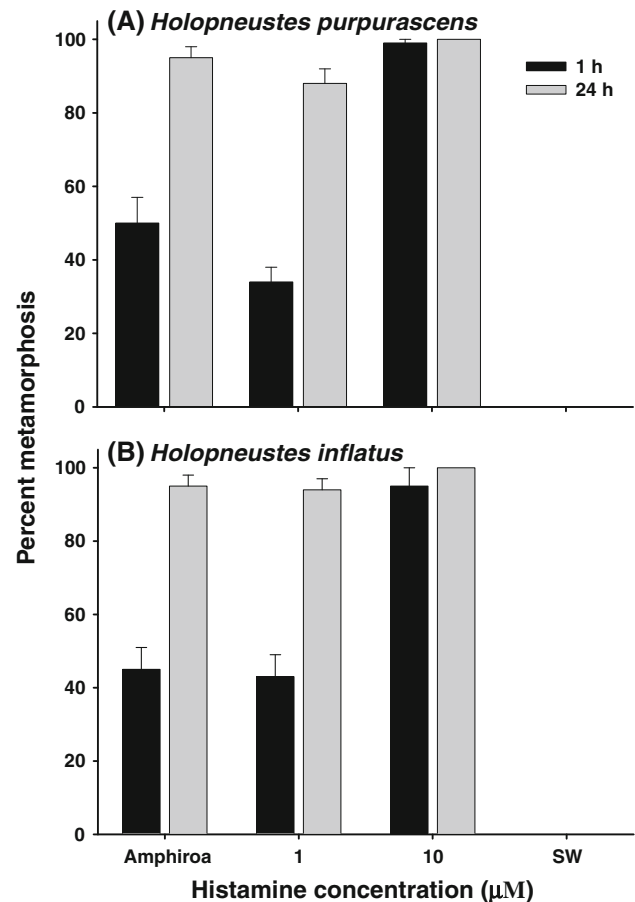 (A) Holopneustes purpurascens
1 h
24 h
100
80
60
40
20
0
Percent metamorphosis
(B) Holopneustes inflatus
100
80
60
40
20
0
Amphiroa 1 10 SW
Histamine concentration (µM)